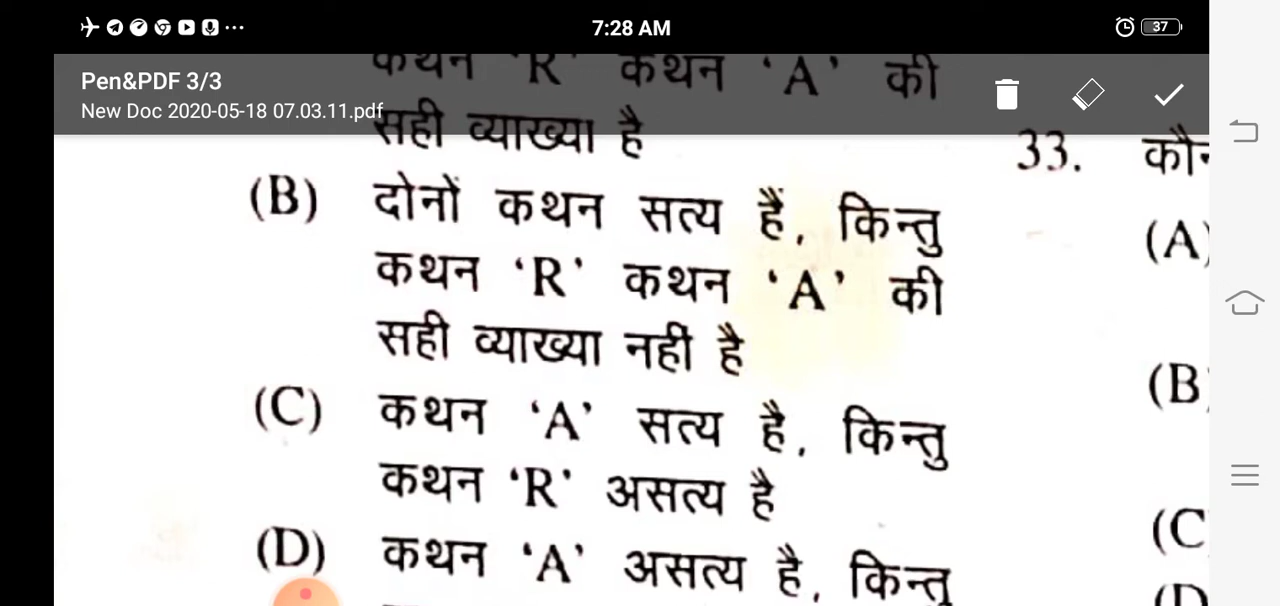 7:28 AM
37
Pen&PDF 3/3
New Doc 2020-05-18 07.03.11.pdf
कथन 'R' कथन 'A' की
सही व्याख्या है
(B) दोनों कथन सत्य हैं, किन्तु
कथन 'R' कथन 'A' की
सही व्याख्या नहीं है
(C) कथन 'A' सत्य है, किन्तु
कथन 'R' असत्य है
(D) कथन 'A' असत्य है, किन्तु
33.
(A)
(B)
(C